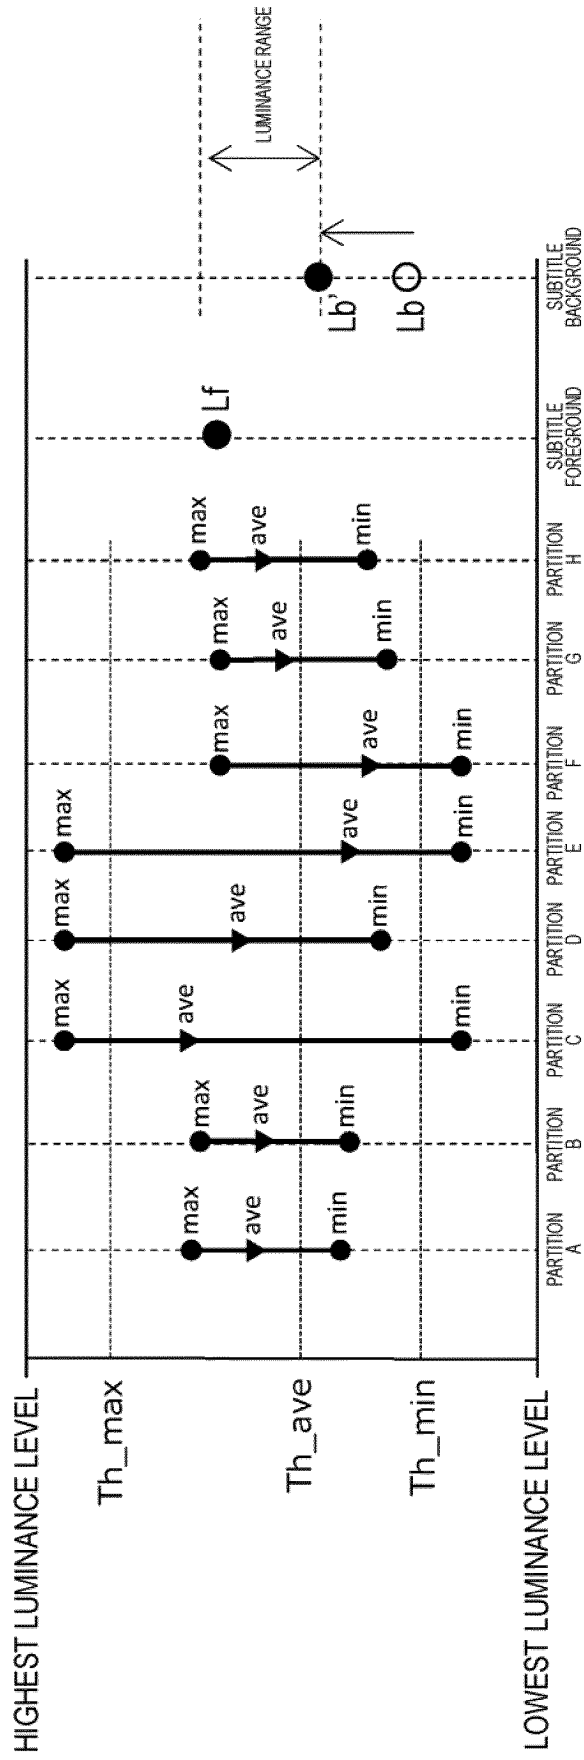 HIGHEST LUMINANCE LEVEL
Th_max
Th_ave
Th_min
LOWEST LUMINANCE LEVEL
max
ave
min
PARTITION
A
max
ave
min
PARTITION
B
max
ave
min
PARTITION
C
max
ave
min
PARTITION
D
max
ave
min
PARTITION
E
max
ave
min
PARTITION
F
max
ave
min
PARTITION
G
max
ave
min
PARTITION
H
Lf
SUBTITLE
FOREGROUND
Lb'
Lb
SUBTITLE
BACKGROUND
LUMINANCE RANGE